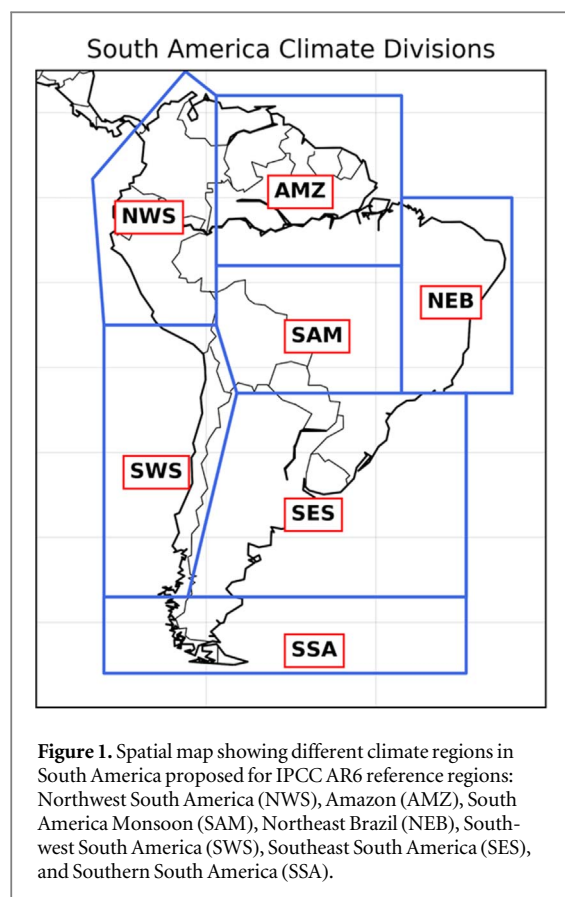 South America Climate Divisions
AMZ
NWS
NEB
SAM
SWS
SES
SSA
Figure 1. Spatial map showing different climate regions in
South America proposed for IPCC AR6 reference regions:
Northwest South America (NWS), Amazon (AMZ), South
America Monsoon (SAM), Northeast Brazil (NEB), South-
west South America (SWS), Southeast South America (SES),
and Southern South America (SSA).